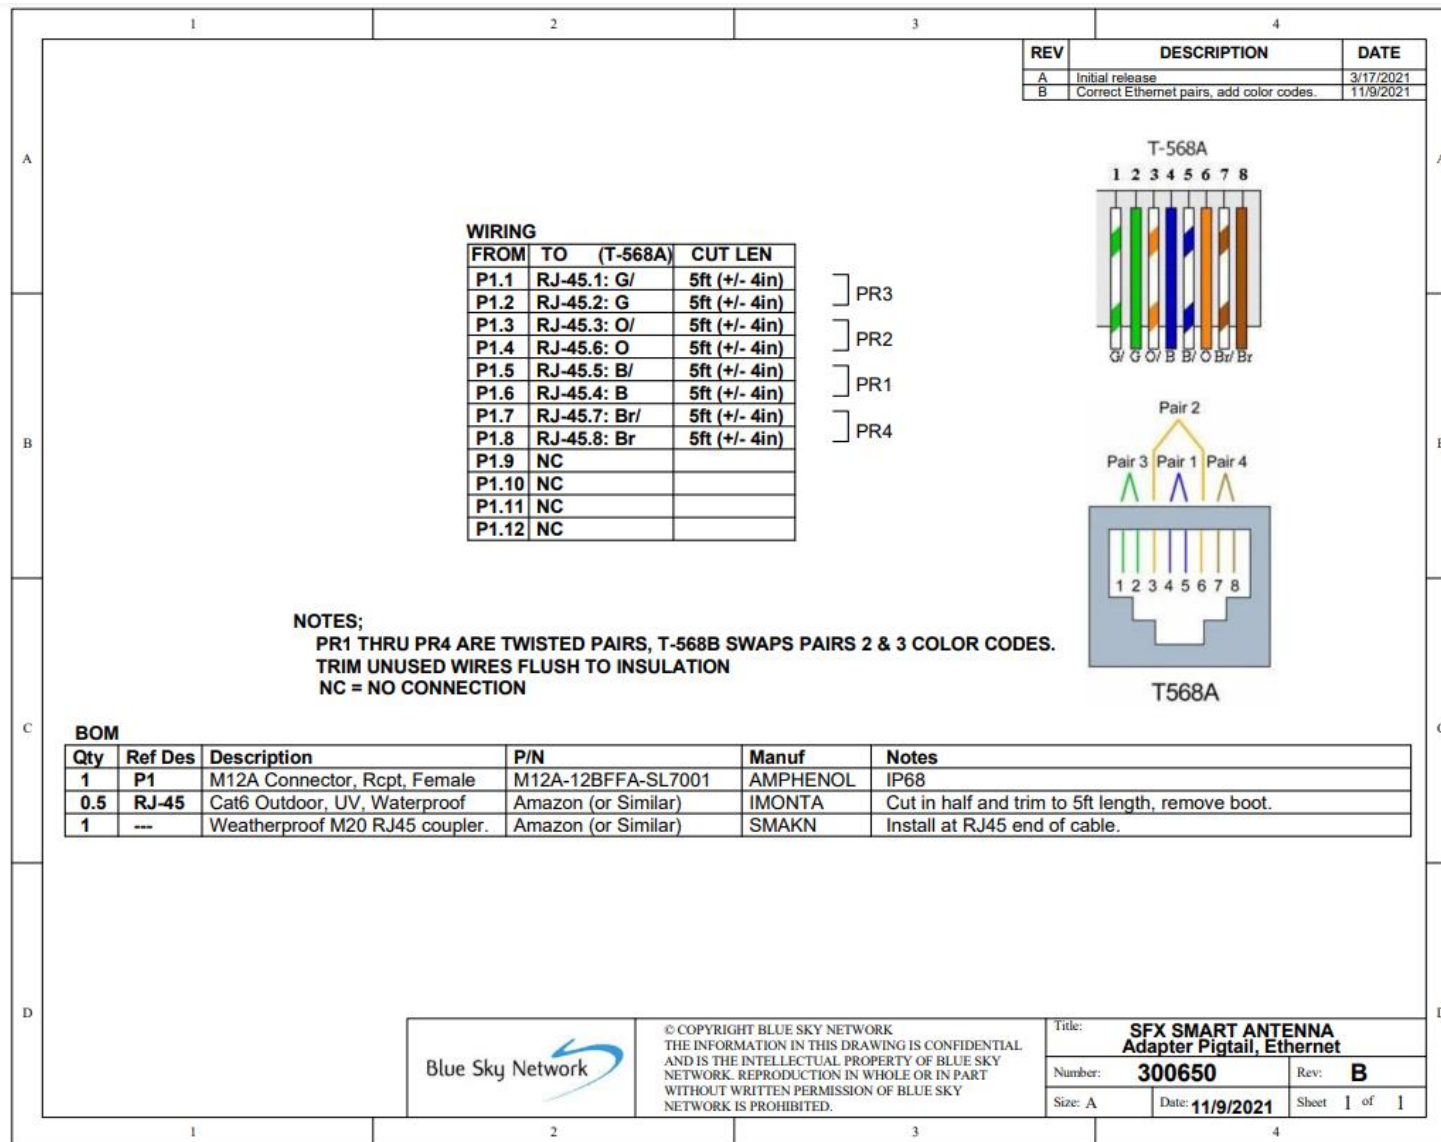 1 2 3 4
REV DESCRIPTION DATE
A Initial release 3/17/2021
B Correct Ethernet pairs, add color codes. 11/9/2021
A
T-568A
1 2 3 4 5 6 7 8
G/ G O/ B B/ O Br/ Br
WIRING
FROM TO (T-568A) CUT LEN
P1.1 RJ-45.1: G/ 5ft (+/- 4in)
P1.2 RJ-45.2: G 5ft (+/- 4in)
PR3
P1.3 RJ-45.3: O/ 5ft (+/- 4in)
P1.4 RJ-45.6: O 5ft (+/- 4in)
PR2
P1.5 RJ-45.5: B/ 5ft (+/- 4in)
P1.6 RJ-45.4: B 5ft (+/- 4in)
PR1
P1.7 RJ-45.7: Br/ 5ft (+/- 4in)
P1.8 RJ-45.8: Br 5ft (+/- 4in)
PR4
P1.9 NC
P1.10 NC
P1.11 NC
P1.12 NC
B
Pair 2
Pair 3 Pair 1 Pair 4
1 2 3 4 5 6 7 8
T568A
NOTES;
PR1 THRU PR4 ARE TWISTED PAIRS, T-568B SWAPS PAIRS 2 & 3 COLOR CODES.
TRIM UNUSED WIRES FLUSH TO INSULATION
NC = NO CONNECTION
C
BOM
Qty Ref Des Description P/N Manuf Notes
1 P1 M12A Connector, Rcpt, Female M12A-12BFFA-SL7001 AMPHENOL IP68
0.5 RJ-45 Cat6 Outdoor, UV, Waterproof Amazon (or Similar) IMONTA Cut in half and trim to 5ft length, remove boot.
1 --- Weatherproof M20 RJ45 coupler. Amazon (or Similar) SMAKN Install at RJ45 end of cable.
D
Blue Sky Network
© COPYRIGHT BLUE SKY NETWORK
THE INFORMATION IN THIS DRAWING IS CONFIDENTIAL
AND IS THE INTELLECTUAL PROPERTY OF BLUE SKY
NETWORK. REPRODUCTION IN WHOLE OR IN PART
WITHOUT WRITTEN PERMISSION OF BLUE SKY
NETWORK IS PROHIBITED.
Title: SFX SMART ANTENNA
Adapter Pigtail, Ethernet
Number: 300650 Rev: B
Size: A Date: 11/9/2021 Sheet 1 of 1
1 2 3 4